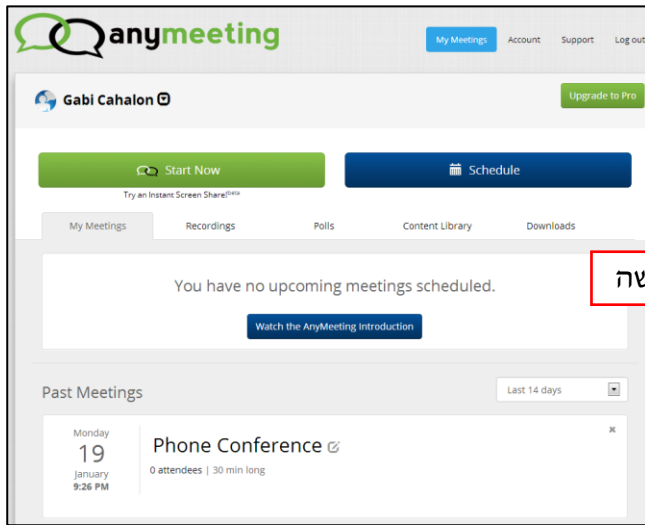 anymeeting
My Meetings Account Support Log out
Gabi Cahalon
Upgrade to Pro
Start Now
Schedule
Try an Instant Screen Share!(beta)
My Meetings Recordings Polls Content Library Downloads
You have no upcoming meetings scheduled.
Watch the AnyMeeting Introduction
Past Meetings
Last 14 days
Monday
19
January
9:26 PM
Phone Conference
0 attendees | 30 min long